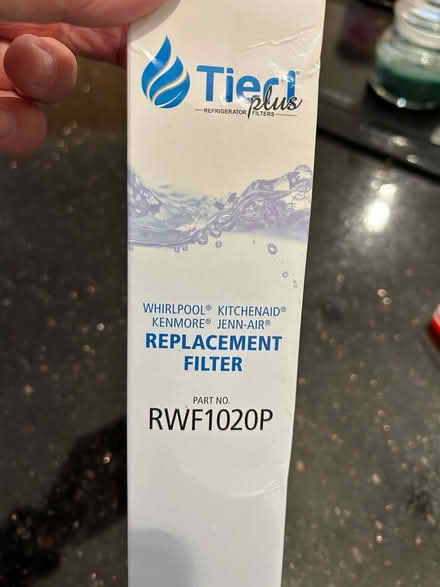 Tier1
plus
REFRIGERATOR FILTERS
WHIRLPOOL® KITCHENAID®
KENMORE® JENN-AIR®
REPLACEMENT
FILTER
PART NO.
RWF1020P